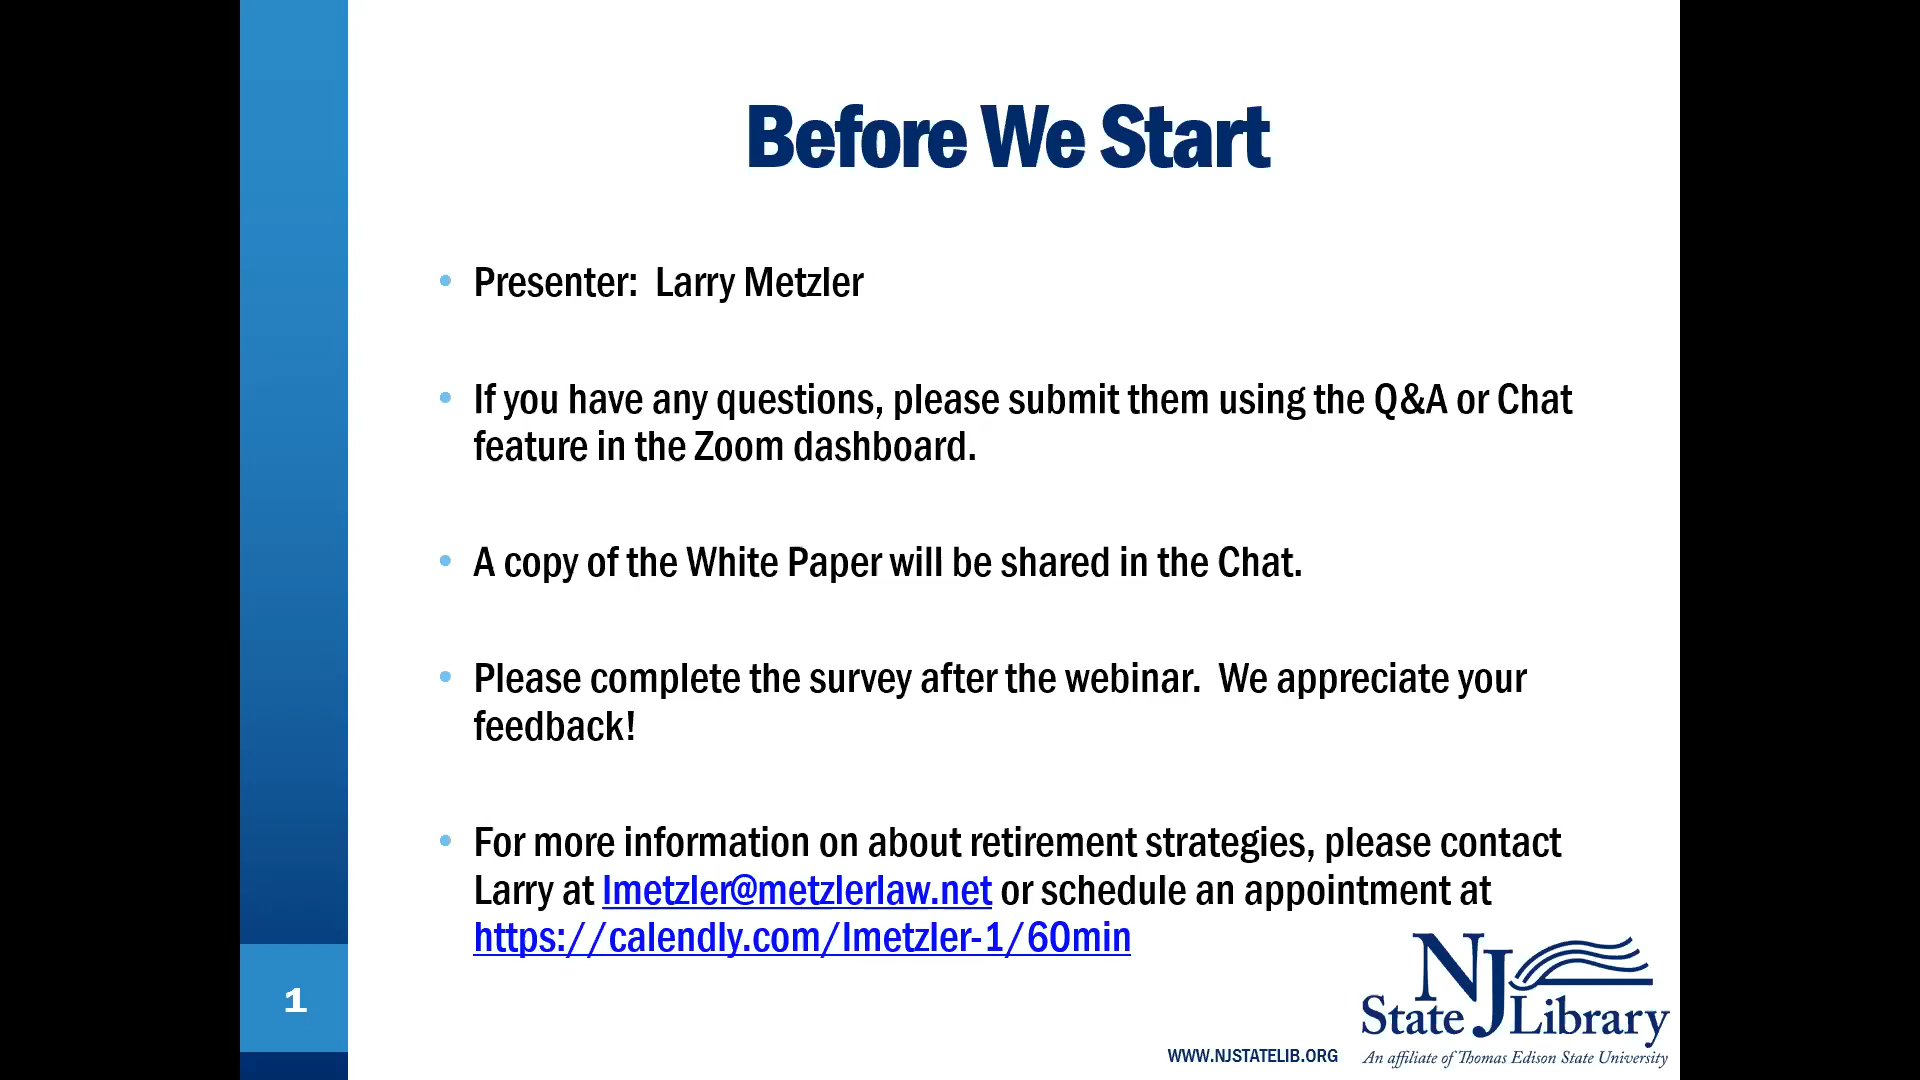 Before We Start
• Presenter:  Larry Metzler
• If you have any questions, please submit them using the Q&A or Chat
feature in the Zoom dashboard.
• A copy of the White Paper will be shared in the Chat.
• Please complete the survey after the webinar.  We appreciate your
feedback!
• For more information on about retirement strategies, please contact
Larry at lmetzler@metzlerlaw.net or schedule an appointment at
https://calendly.com/lmetzler-1/60min
1
WWW.NJSTATELIB.ORG
NJ
State Library
An affiliate of Thomas Edison State University